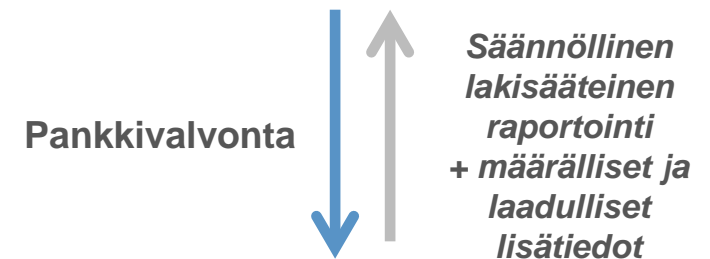 Pankkivalvonta
Säännöllinen
lakisääteinen
raportointi
+ määrälliset ja
laadulliset
lisätiedot